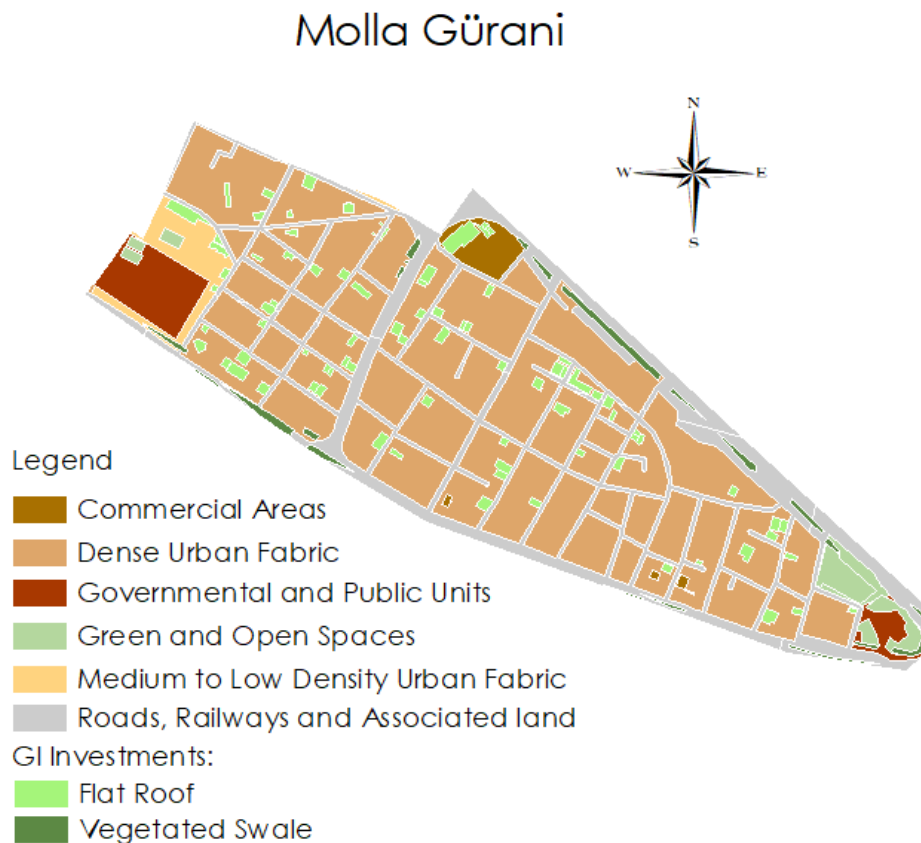 Molla Gürani
N
W E
S
Legend
Commercial Areas
Dense Urban Fabric
Governmental and Public Units
Green and Open Spaces
Medium to Low Density Urban Fabric
Roads, Railways and Associated land
GI Investments:
Flat Roof
Vegetated Swale